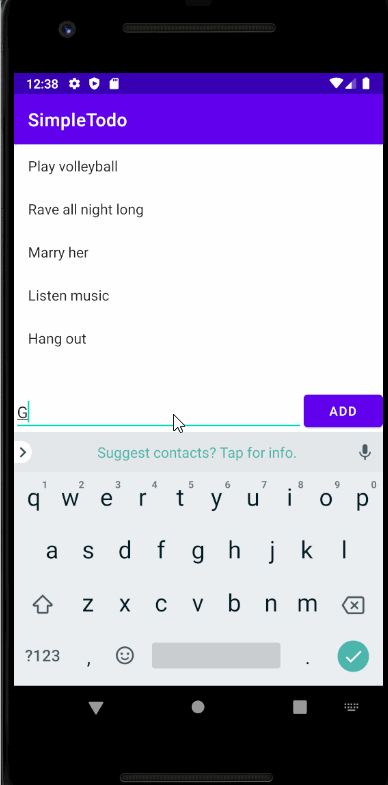 12:38
SimpleTodo
Play volleyball
Rave all night long
Marry her
Listen music
Hang out
G
ADD
Suggest contacts? Tap for info.
1 2 3 4 5 6 7 8 9 0
q w e r t y u i o p
a s d f g h j k l
z x c v b n m
?123 , .